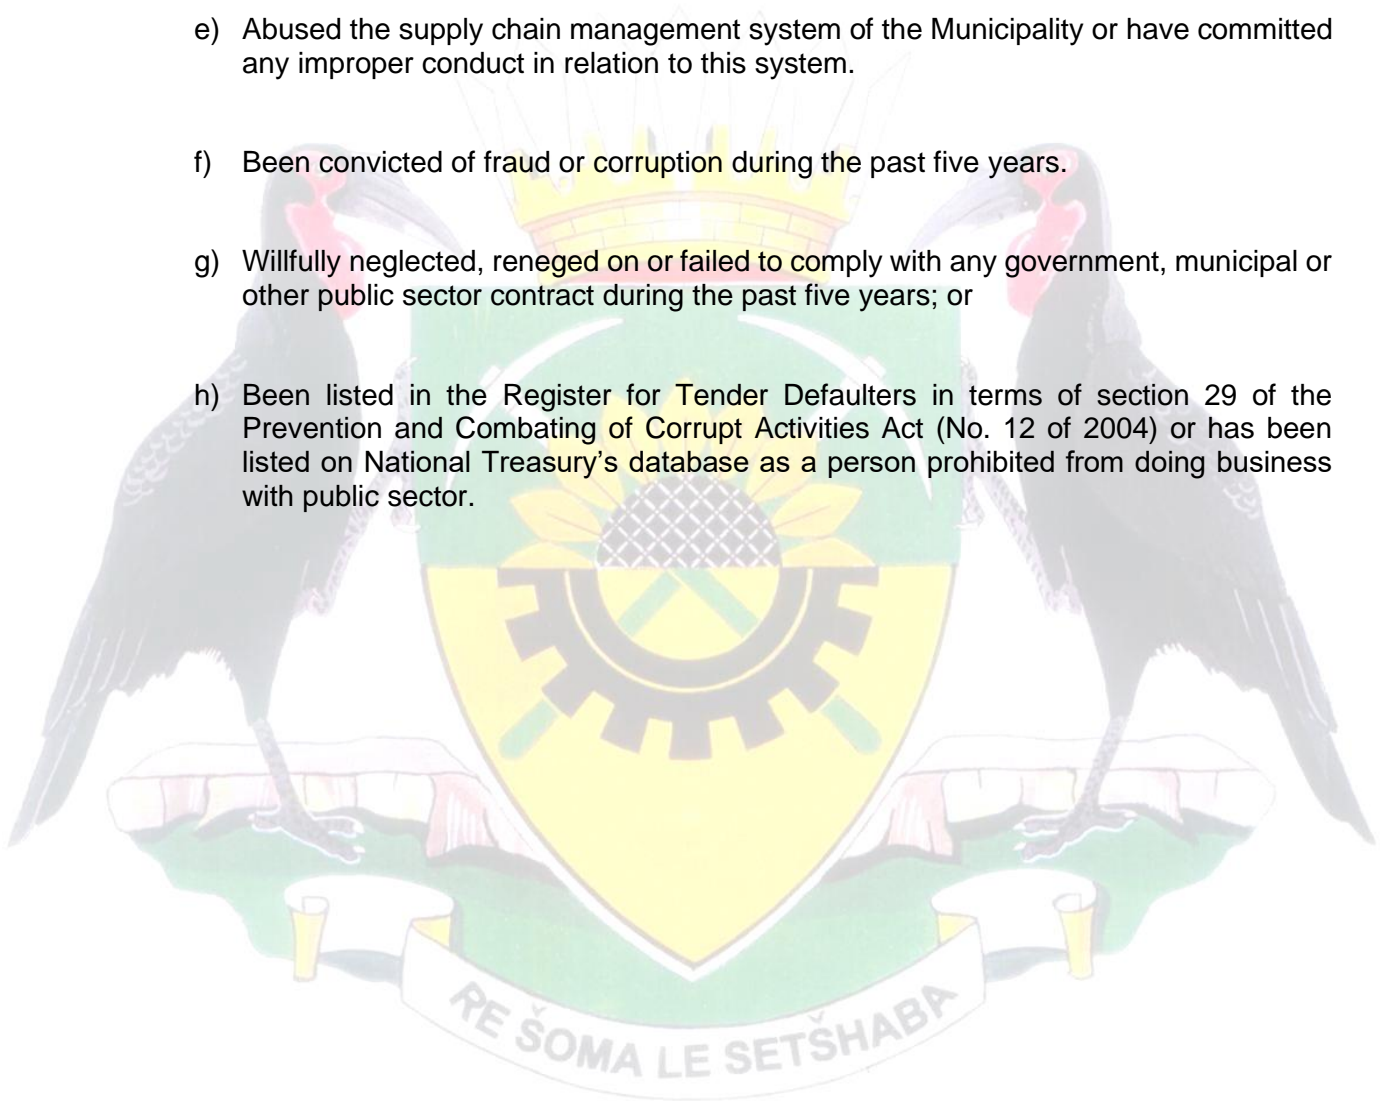 e) Abused the supply chain management system of the Municipality or have committed
any improper conduct in relation to this system.
f) Been convicted of fraud or corruption during the past five years.
g) Willfully neglected, reneged on or failed to comply with any government, municipal or
other public sector contract during the past five years; or
h) Been listed in the Register for Tender Defaulters in terms of section 29 of the
Prevention and Combating of Corrupt Activities Act (No. 12 of 2004) or has been
listed on National Treasury’s database as a person prohibited from doing business
with public sector.
RE ŠOMA LE SETŠHABA